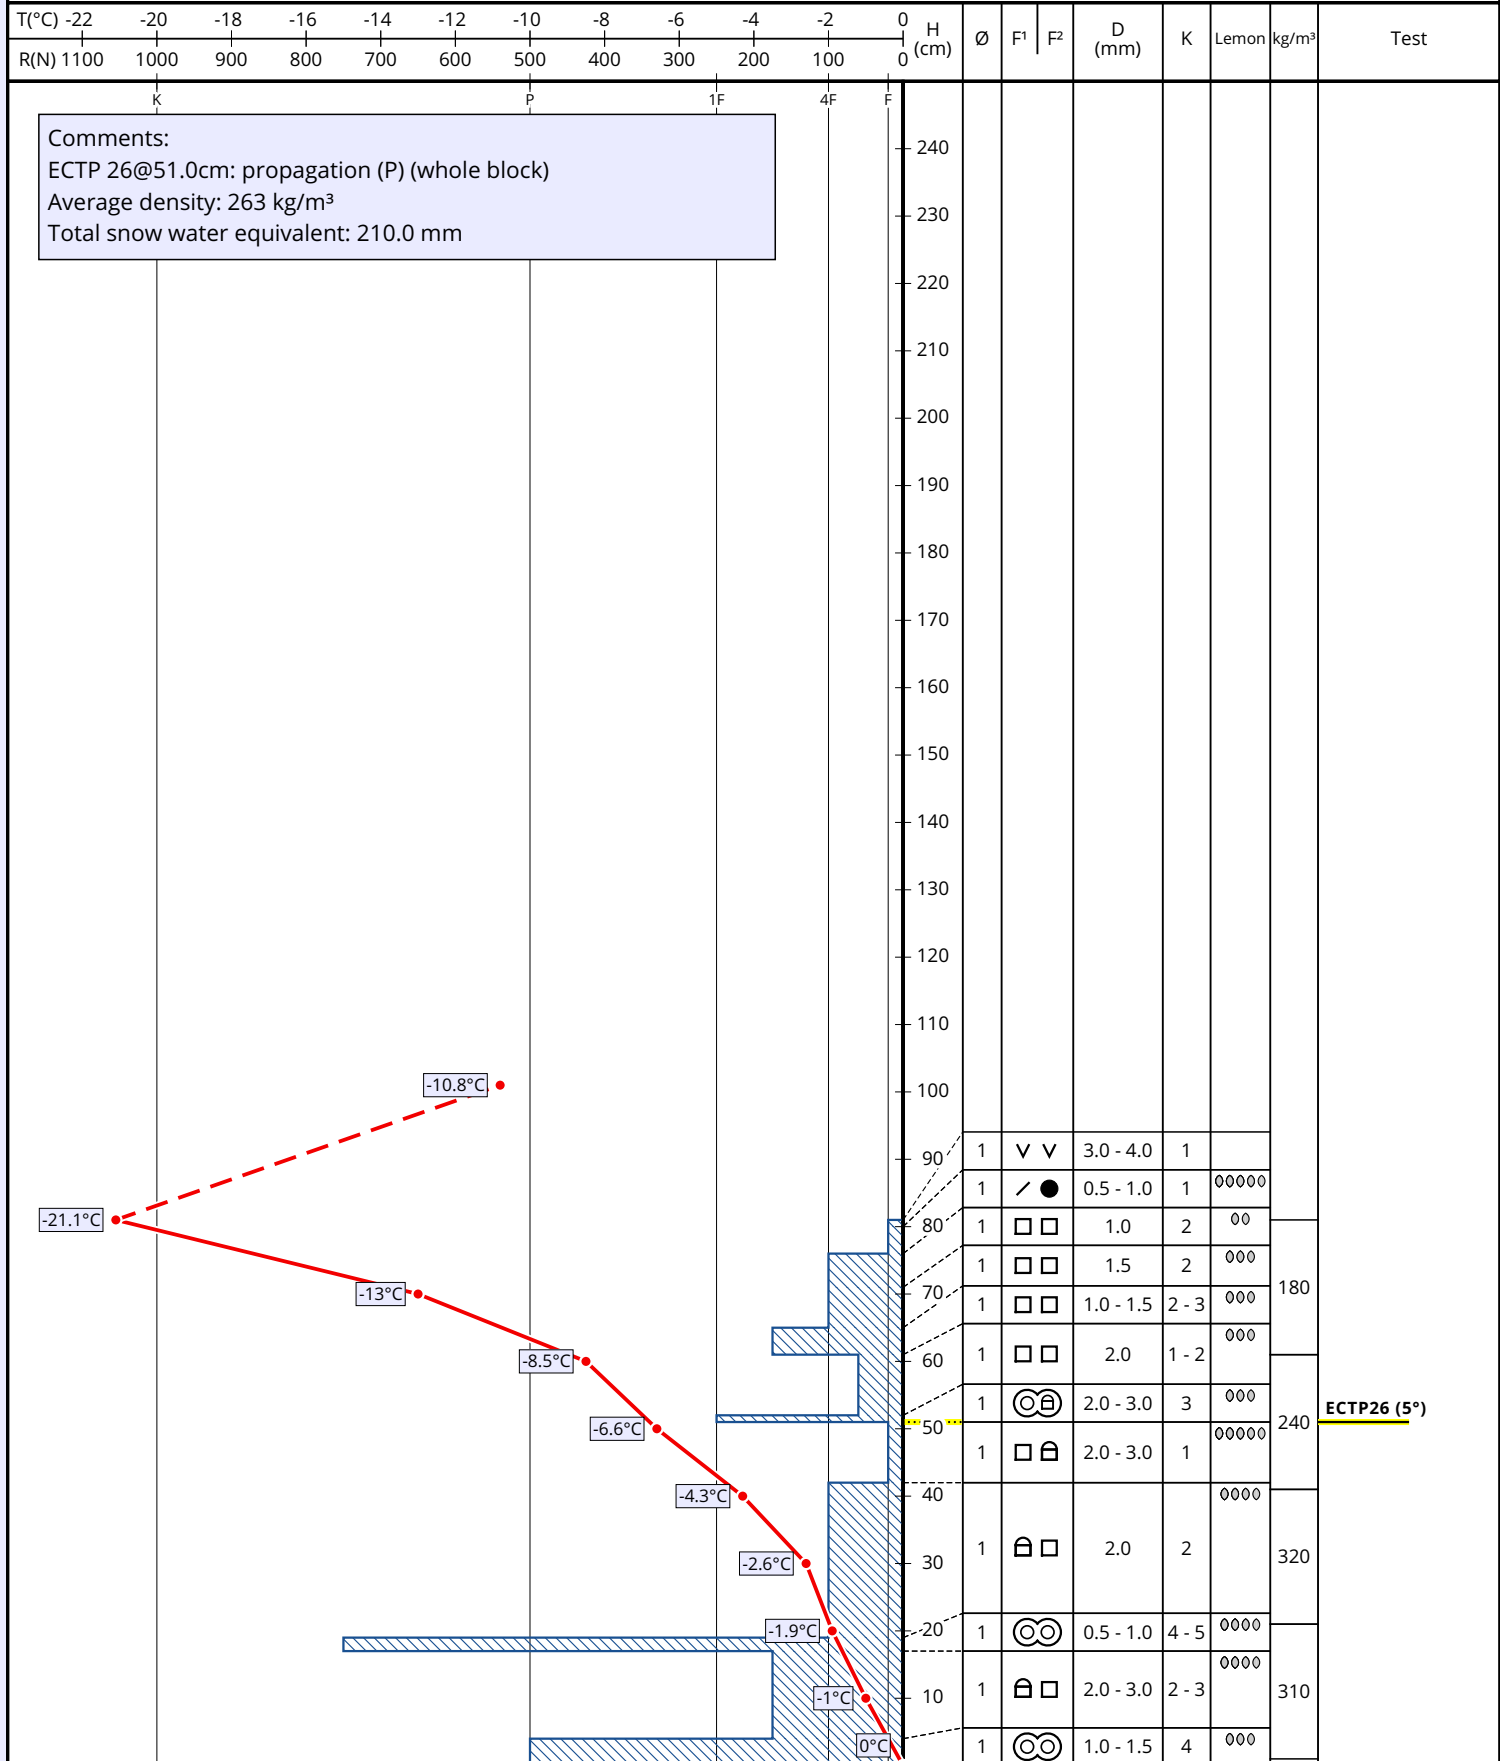 T(°C) -22 -20 -18 -16 -14 -12 -10 -8 -6 -4 -2 0 H (cm) Ø F¹ F² D (mm) K Lemon kg/m³ Test
R(N) 1100 1000 900 800 700 600 500 400 300 200 100 0
K P 1F 4F F
Comments:
ECTP 26@51.0cm: propagation (P) (whole block)
Average density: 263 kg/m³
Total snow water equivalent: 210.0 mm
240
230
220
210
200
190
180
170
160
150
140
130
120
110
-10.8°C 100
90 1 3.0 - 4.0 1
1 0.5 - 1.0 1
-21.1°C 80 1 1.0 2
1 1.5 2
-13°C 70 180
1 1.0 - 1.5 2 - 3
-8.5°C 60 1 2.0 1 - 2
1 2.0 - 3.0 3
ECTP26 (5°)
-6.6°C 50 240
1 2.0 - 3.0 1
-4.3°C 40
1 2.0 2
-2.6°C 30 320
-1.9°C 20 1 0.5 - 1.0 4 - 5
-1°C 10 1 2.0 - 3.0 2 - 3 310
0°C 1 1.0 - 1.5 4